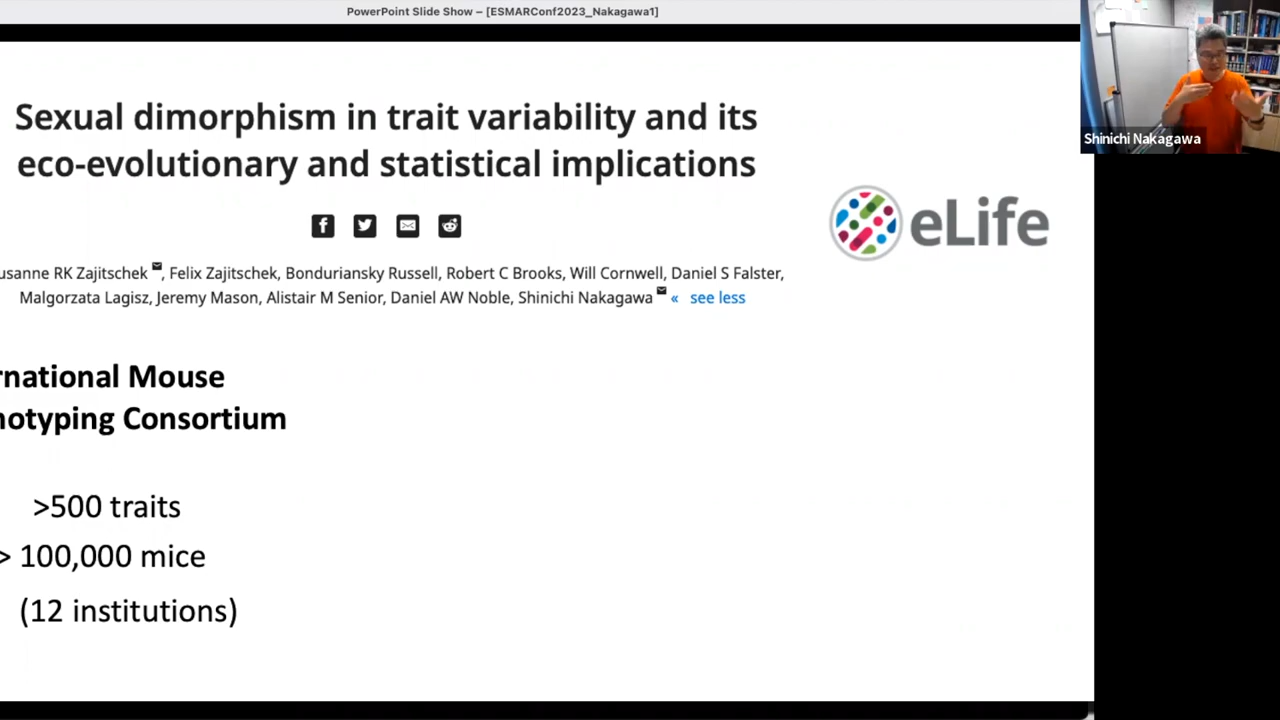 PowerPoint Slide Show – [ESMARConf2023_Nakagawa1]
Sexual dimorphism in trait variability and its
eco-evolutionary and statistical implications
eLife
usanne RK Zajitschek, Felix Zajitschek, Bonduriansky Russell, Robert C Brooks, Will Cornwell, Daniel S Falster,
Malgorzata Lagisz, Jeremy Mason, Alistair M Senior, Daniel AW Noble, Shinichi Nakagawa « see less
rnational Mouse
notyping Consortium
>500 traits
> 100,000 mice
(12 institutions)
Shinichi Nakagawa